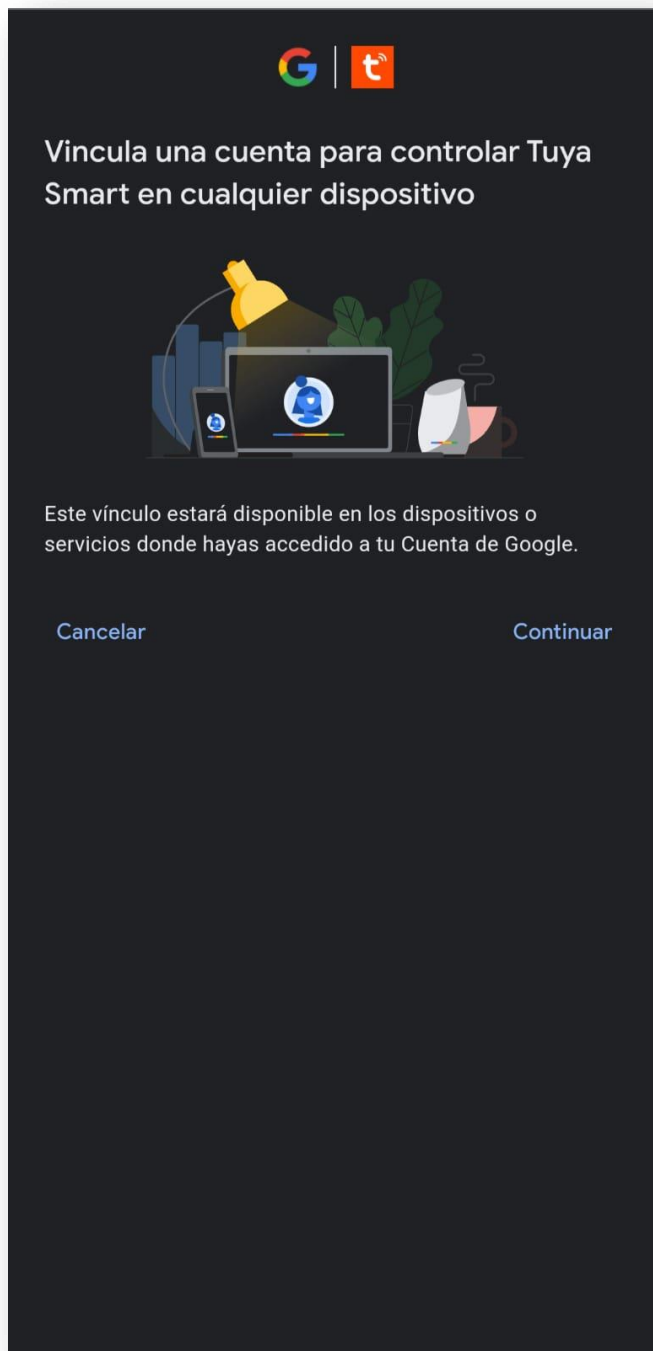 Vincula una cuenta para controlar Tuya
Smart en cualquier dispositivo
Este vínculo estará disponible en los dispositivos o
servicios donde hayas accedido a tu Cuenta de Google.
Cancelar
Continuar